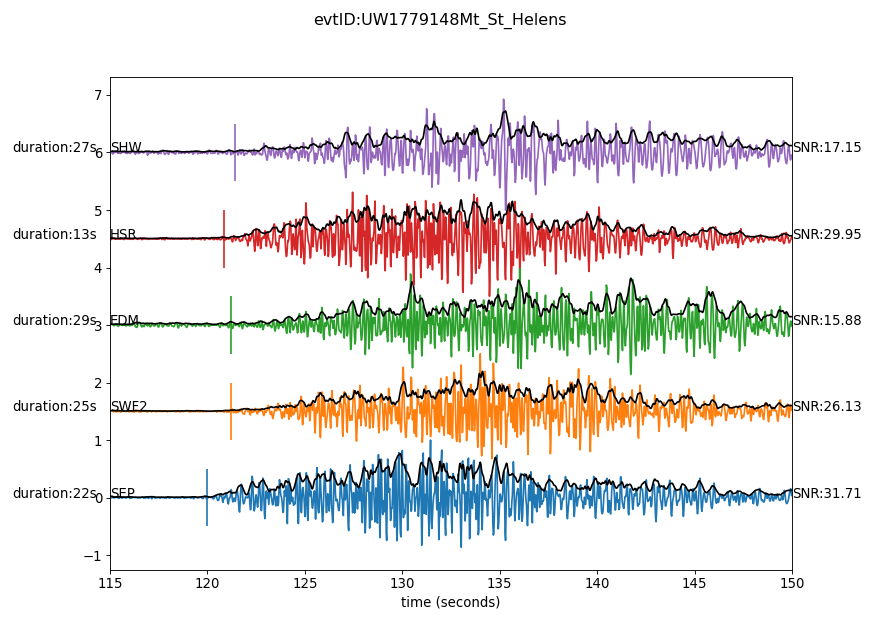 evtID:UW1779148Mt_St_Helens
7
duration:27s SHW 6 SNR:17.15
5
duration:13s HSR SNR:29.95
4
duration:29s EDM 3 SNR:15.88
2
duration:25s SWF2 SNR:26.13
1
duration:22s SEP 0 SNR:31.71
−1
115 120 125 130 135 140 145 150
time (seconds)